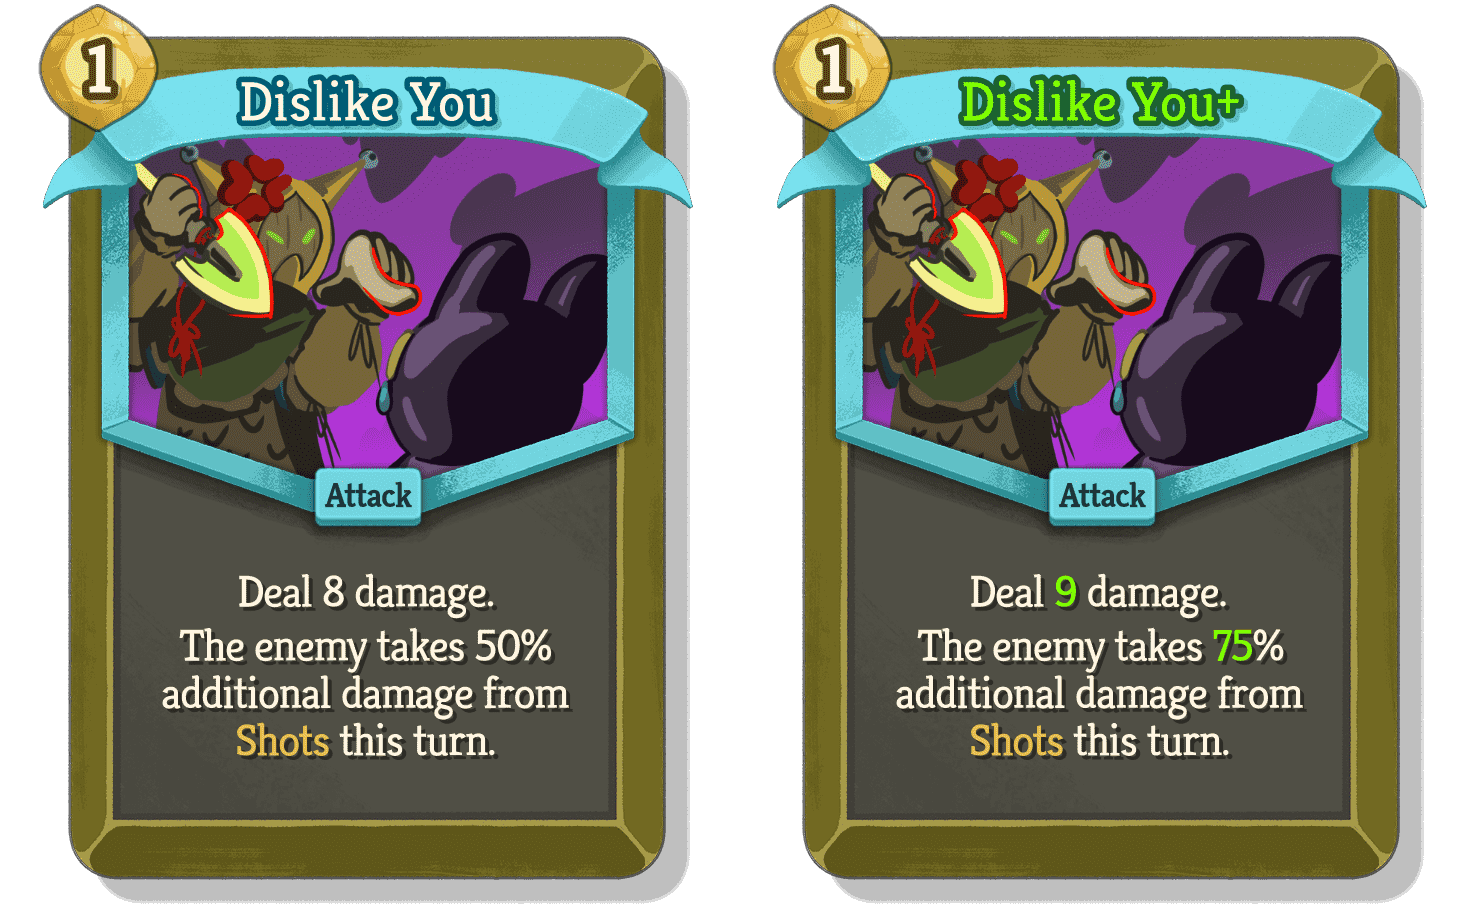 1
Dislike You
Attack
Deal 8 damage.
The enemy takes 50%
additional damage from
Shots this turn.
1
Dislike You+
Attack
Deal 9 damage.
The enemy takes 75%
additional damage from
Shots this turn.